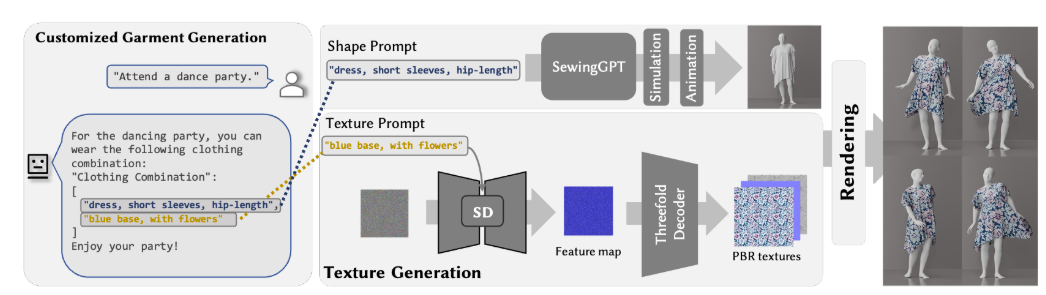 Customized Garment Generation
"Attend a dance party."
For the dancing party, you can
wear the following clothing
combination:
"Clothing Combination":
[
"dress, short sleeves, hip-length",
"blue base, with flowers"
]
Enjoy your party!
Shape Prompt
"dress, short sleeves, hip-length"
SewingGPT
Simulation
Animation
Texture Prompt
"blue base, with flowers"
SD
Feature map
Threefold
Decoder
PBR textures
Texture Generation
Rendering